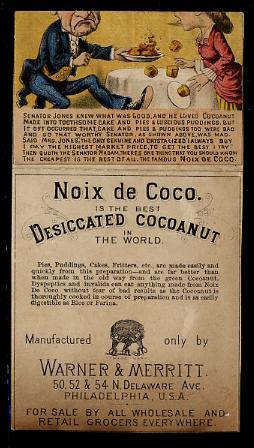 SENATOR JONES KNEW WHAT WAS GOOD, AND HE LOVED COCOANUT
MADE INTO TOOTHSOME CAKE AND PIES & LUSCIOUS PUDDINGS, BUT
IT OFT OCCURRED THAT, CAKE AND PIES & PUDDINGS TOO WERE BAD
AND SO THAT WORTHY SENATOR, AS SHOWN ABOVE, WAS MAD.
SAID MRS. JONES, "THE ONLY GENUINE AND CRISTALIZED I ALWAYS BUY
I PAY THE HIGHEST MARKET PRICE, TO GET THE BEST I TRY"
THEN QUOTH THE SENATOR "MADAM, THERE'S ONE THING THAT YOU SHOULD KNOW
THE CHEAPEST IS THE BEST OF ALL, THE FAMOUS NOIX DE COCO.
Noix de Coco.
IS THE BEST
DESICCATED COCOANUT
IN
THE WORLD.
Pies, Puddings, Cakes, Fritters, etc., are made easily and
quickly from this preparation—and are far better than
when made in the old way from the green Cocoanut.
Dyspeptics and invalids can eat anything made from Noix
De Coco without fear of bad results as the Cocoanut is
thoroughly cooked in course of preparation and is as easily
digestible as Rice or Farina.
Manufactured only by
WARNER & MERRITT.
50, 52 & 54 N. DELAWARE AVE.
PHILADELPHIA, U.S.A.
FOR SALE BY ALL WHOLESALE AND
RETAIL GROCERS EVERYWHERE.